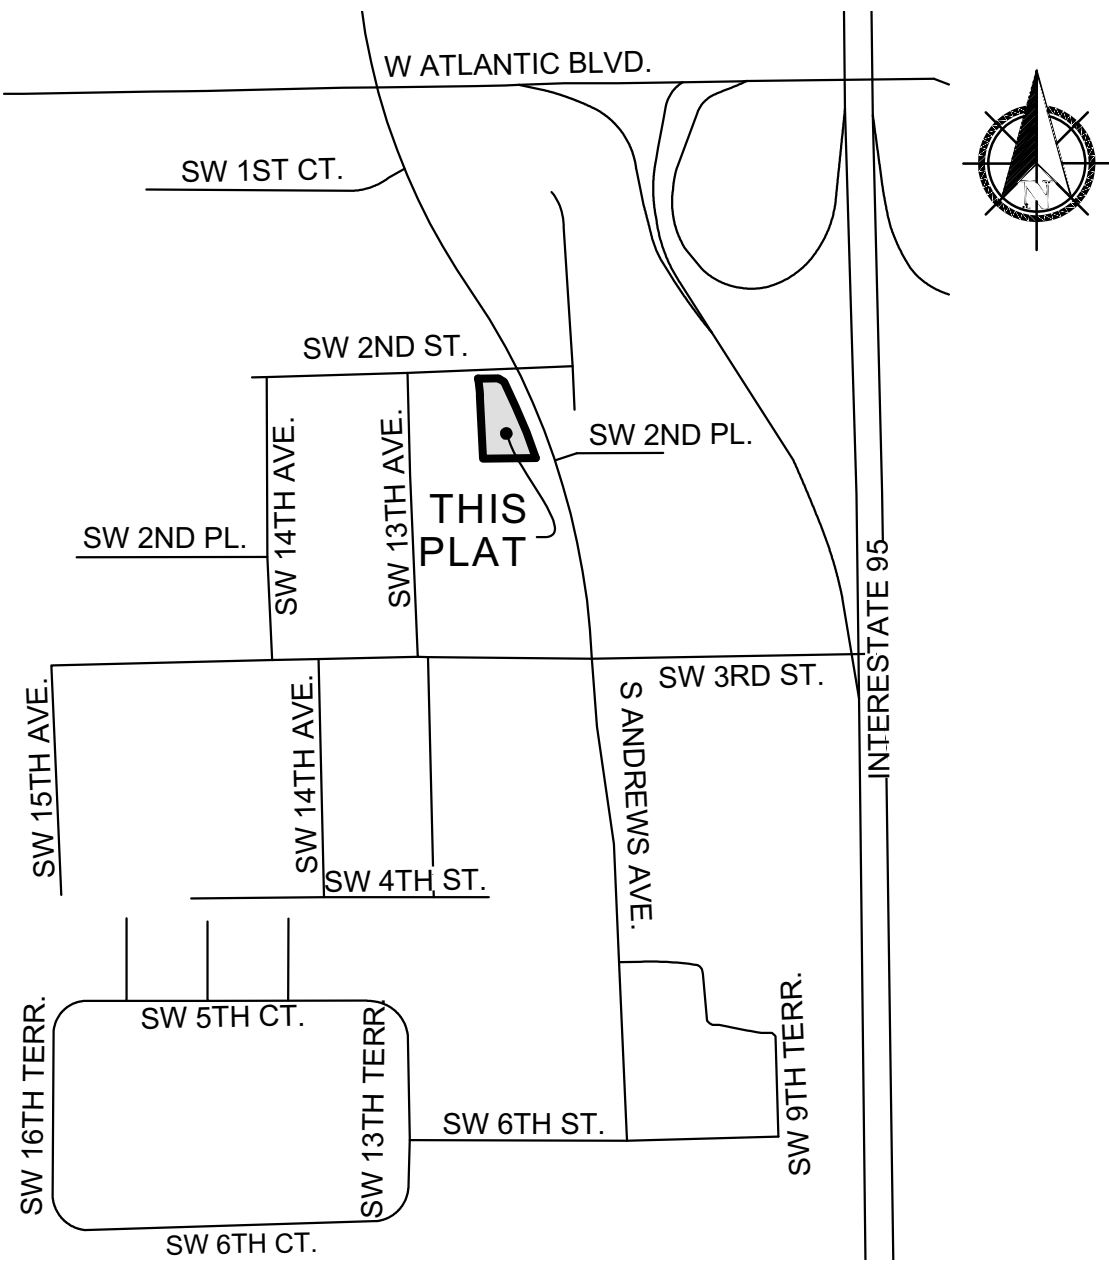 W ATLANTIC BLVD.
N
SW 1ST CT.
SW 2ND ST.
SW 14TH AVE.
SW 13TH AVE.
SW 2ND PL.
THIS
PLAT
SW 2ND PL.
INTERESTATE 95
SW 3RD ST.
SW 15TH AVE.
SW 14TH AVE.
S ANDREWS AVE.
SW 4TH ST.
SW 16TH TERR.
SW 5TH CT.
SW 13TH TERR.
SW 9TH TERR.
SW 6TH ST.
SW 6TH CT.